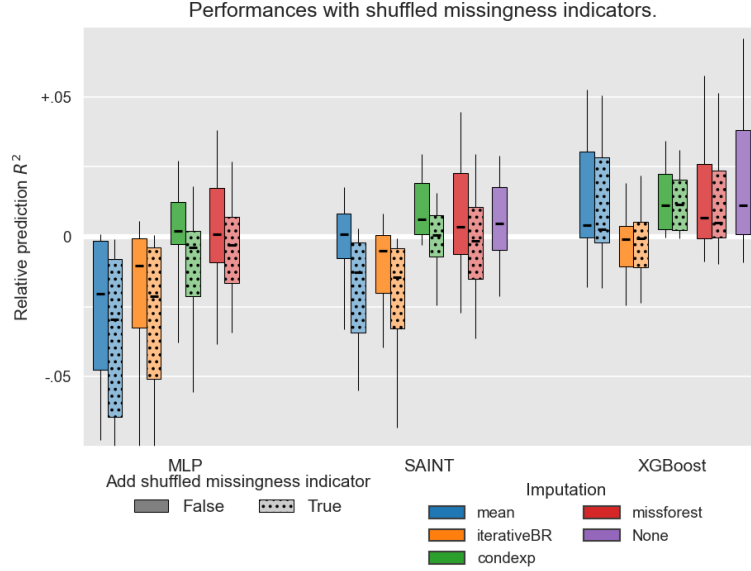 Performances with shuffled missingness indicators.
Relative prediction R²
+.05
0
-.05
MLP
SAINT
XGBoost
Add shuffled missingness indicator
False
True
Imputation
mean
iterativeBR
condexp
missforest
None